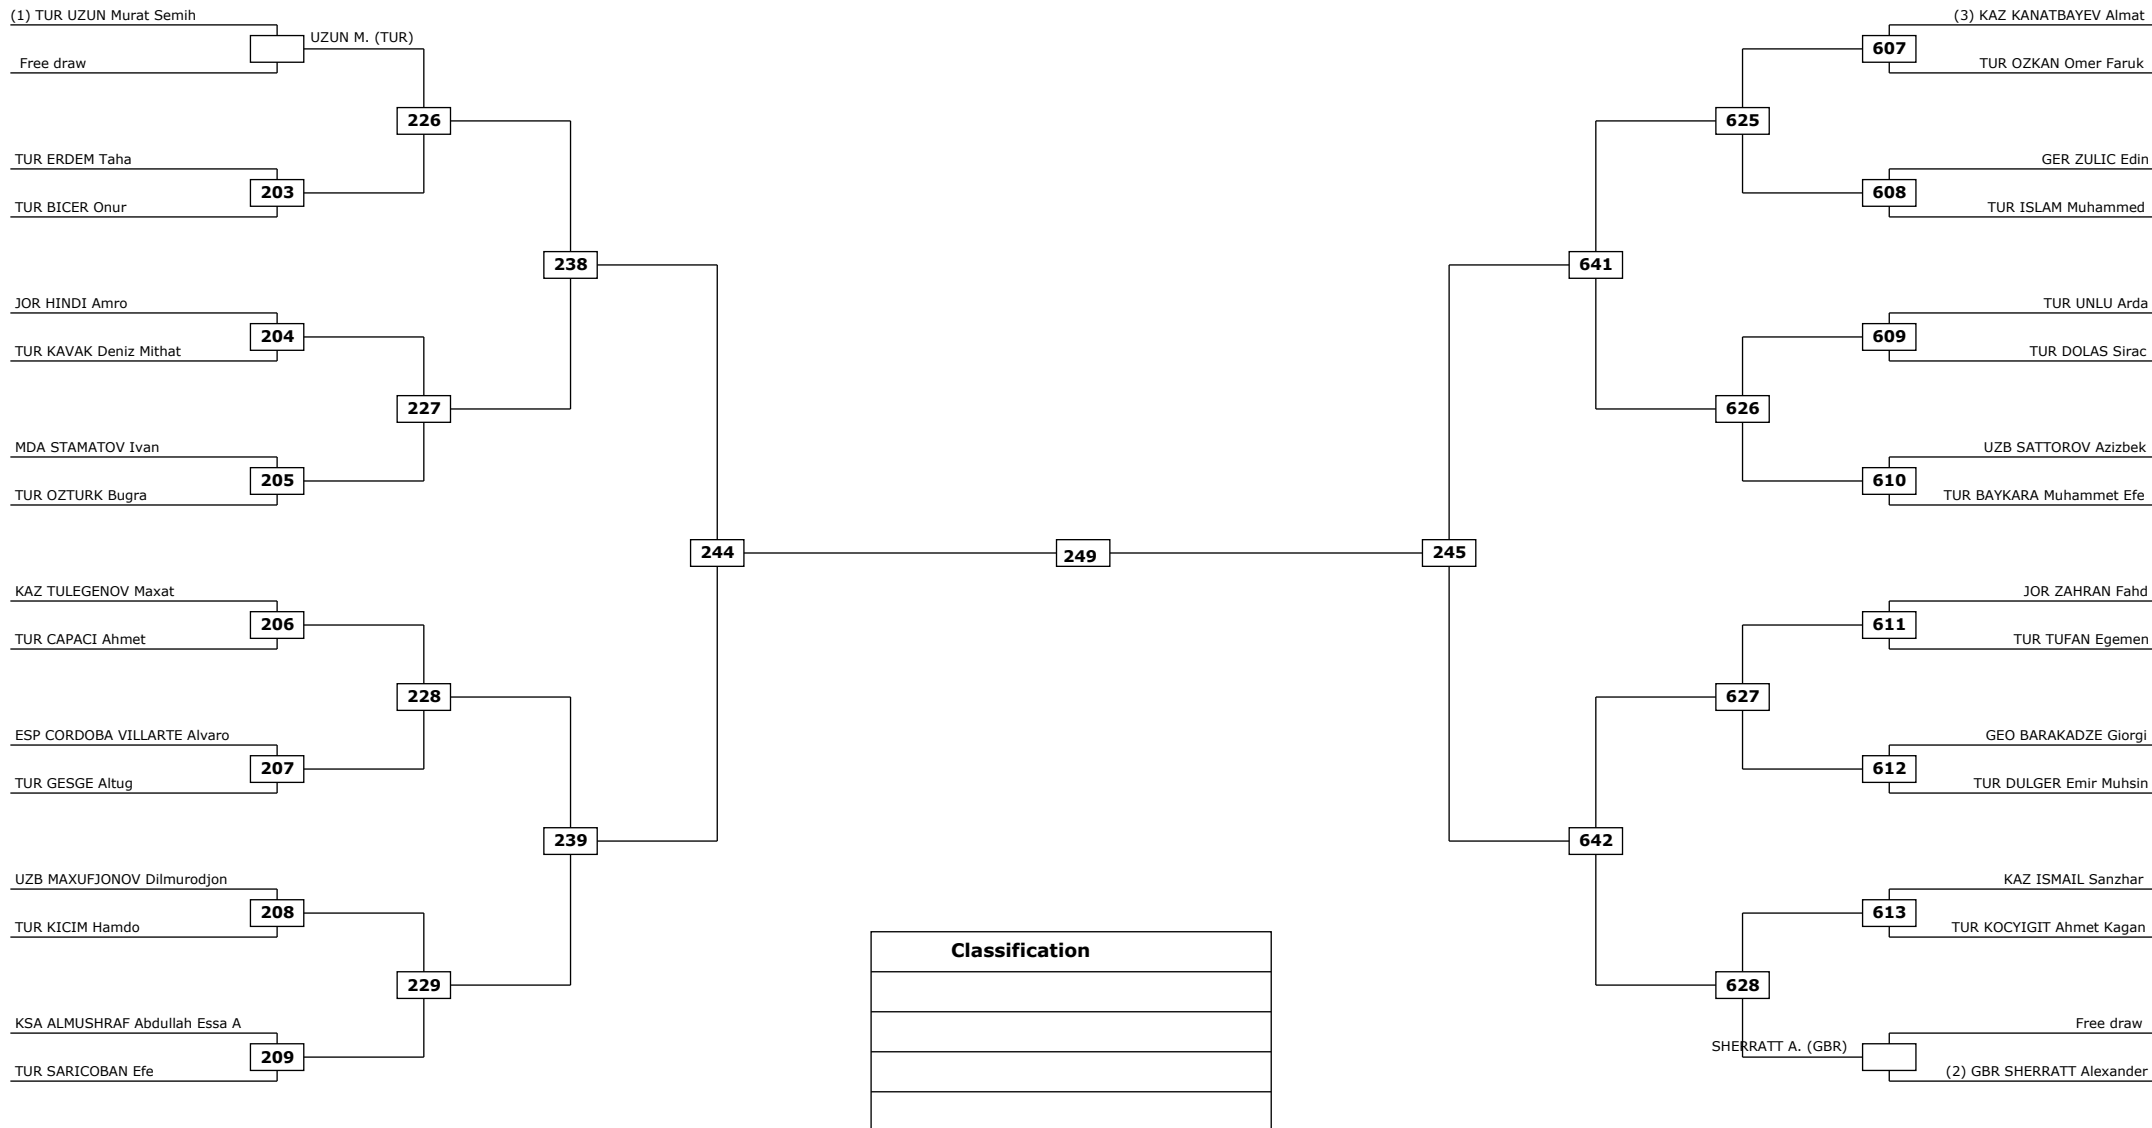 (1) TUR UZUN Murat Semih
UZUN M. (TUR)
Free draw
226
TUR ERDEM Taha
203
TUR BICER Onur
238
JOR HINDI Amro
204
TUR KAVAK Deniz Mithat
227
MDA STAMATOV Ivan
205
TUR OZTURK Bugra
244
KAZ TULEGENOV Maxat
206
TUR CAPACI Ahmet
228
ESP CORDOBA VILLARTE Alvaro
207
TUR GESGE Altug
239
UZB MAXUFJONOV Dilmurodjon
208
TUR KICIM Hamdo
229
KSA ALMUSHRAF Abdullah Essa A
209
TUR SARICOBAN Efe
249
Classification
(3) KAZ KANATBAYEV Almat
607
TUR OZKAN Omer Faruk
625
GER ZULIC Edin
608
TUR ISLAM Muhammed
641
TUR UNLU Arda
609
TUR DOLAS Sirac
626
UZB SATTOROV Azizbek
610
TUR BAYKARA Muhammet Efe
245
JOR ZAHRAN Fahd
611
TUR TUFAN Egemen
627
GEO BARAKADZE Giorgi
612
TUR DULGER Emir Muhsin
642
KAZ ISMAIL Sanzhar
613
TUR KOCYIGIT Ahmet Kagan
628
Free draw
SHERRATT A. (GBR)
(2) GBR SHERRATT Alexander